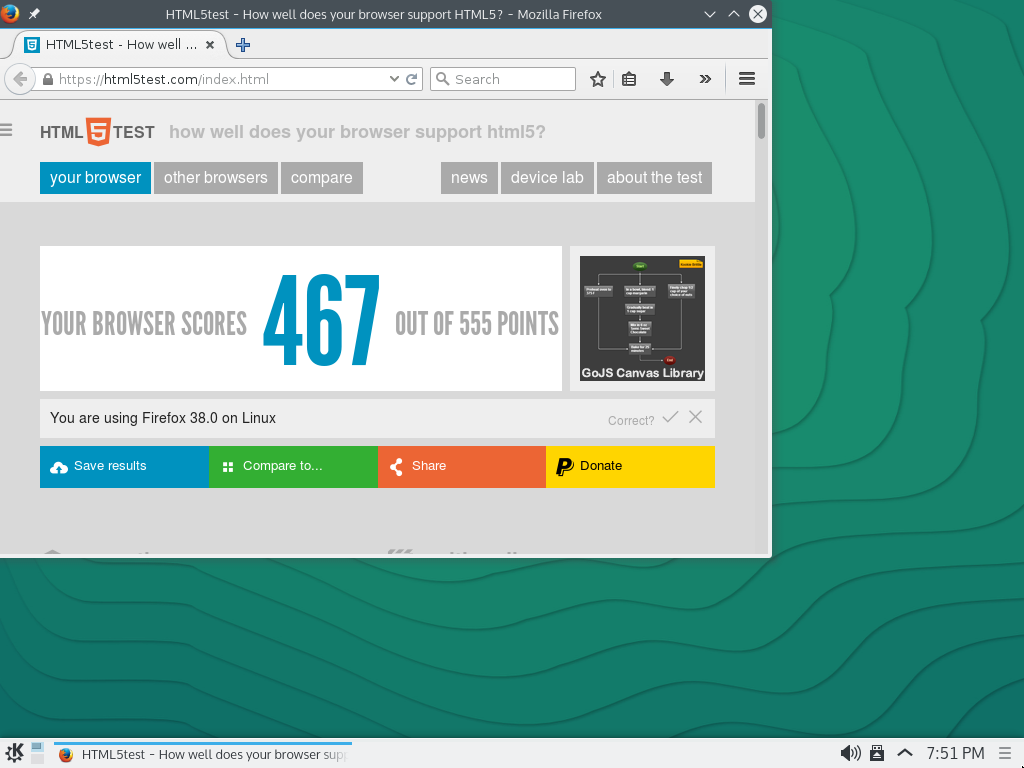 HTML5test - How well does your browser support HTML5? - Mozilla Firefox
HTML5test - How well ...
https://html5test.com/index.html
Search
HTML 5 TEST how well does your browser support html5?
your browser other browsers compare news device lab about the test
YOUR BROWSER SCORES 467 OUT OF 555 POINTS
GoJS Canvas Library
You are using Firefox 38.0 on Linux
Correct?
Save results Compare to... Share Donate
HTML5test - How well does your browser sup
7:51 PM